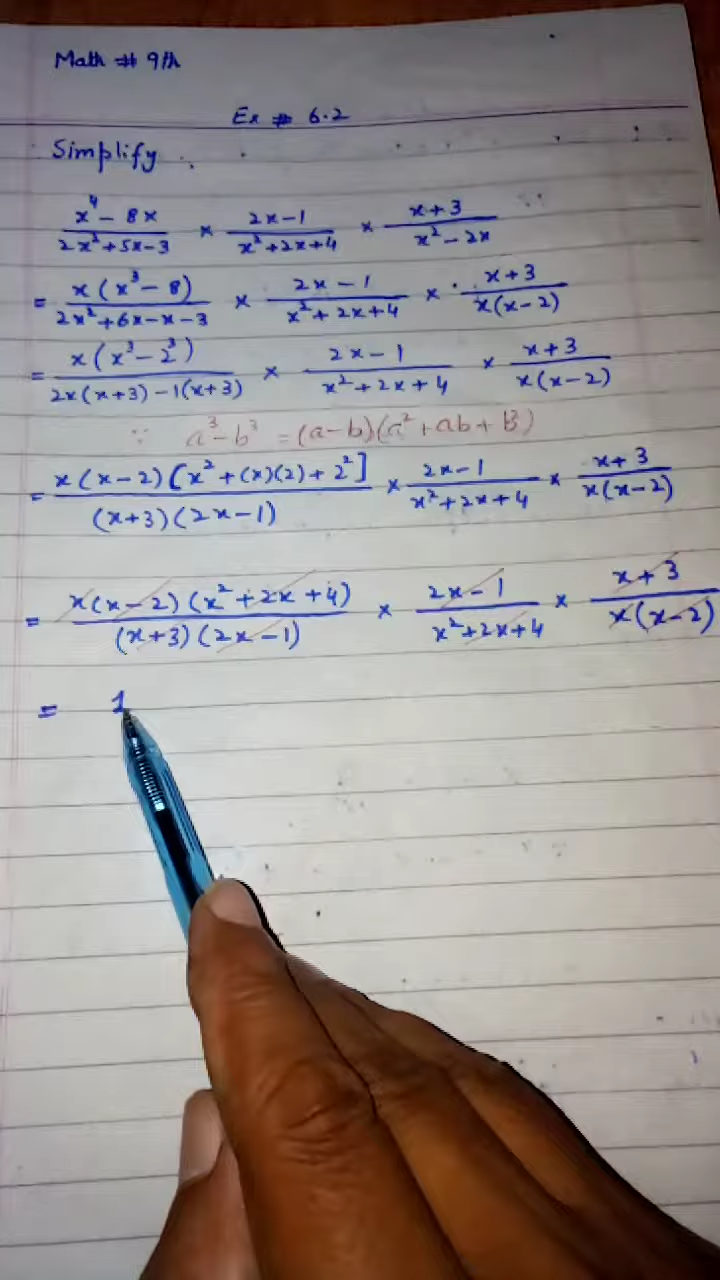 Math # 9th
Ex # 6.2
Simplify
(x⁴ - 8x)/(2x² + 5x - 3) × (2x - 1)/(x² + 2x + 4) × (x + 3)/(x² - 2x)
= x(x³ - 8)/(2x² + 6x - x - 3) × (2x - 1)/(x² + 2x + 4) × (x + 3)/(x(x - 2))
= x(x³ - 2³)/(2x(x + 3) - 1(x + 3)) × (2x - 1)/(x² + 2x + 4) × (x + 3)/(x(x - 2))
∵ a³ - b³ = (a - b)(a² + ab + b²)
= x(x - 2)[x² + (x)(2) + 2²]/((x + 3)(2x - 1)) × (2x - 1)/(x² + 2x + 4) × (x + 3)/(x(x - 2))
= x(x - 2)(x² + 2x + 4)/((x + 3)(2x - 1)) × (2x - 1)/(x² + 2x + 4) × (x + 3)/(x(x - 2))
= 1